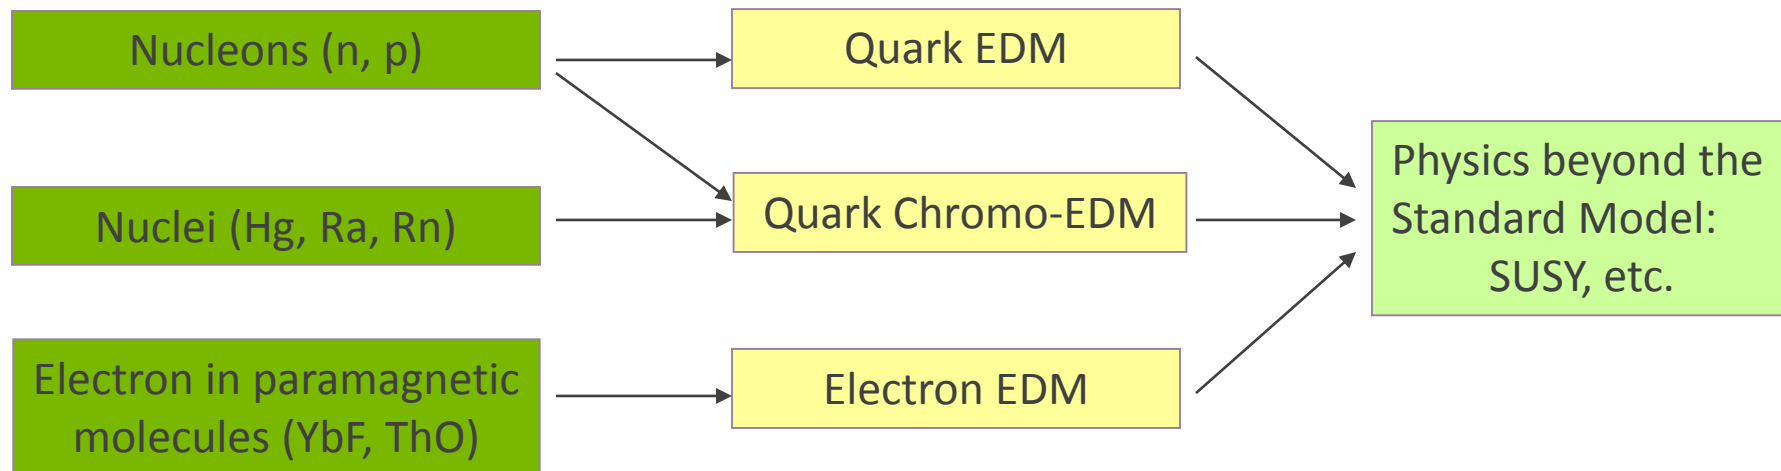 Nucleons (n, p)
Quark EDM
Physics beyond the
Standard Model:
SUSY, etc.
Nuclei (Hg, Ra, Rn)
Quark Chromo-EDM
Electron in paramagnetic
molecules (YbF, ThO)
Electron EDM